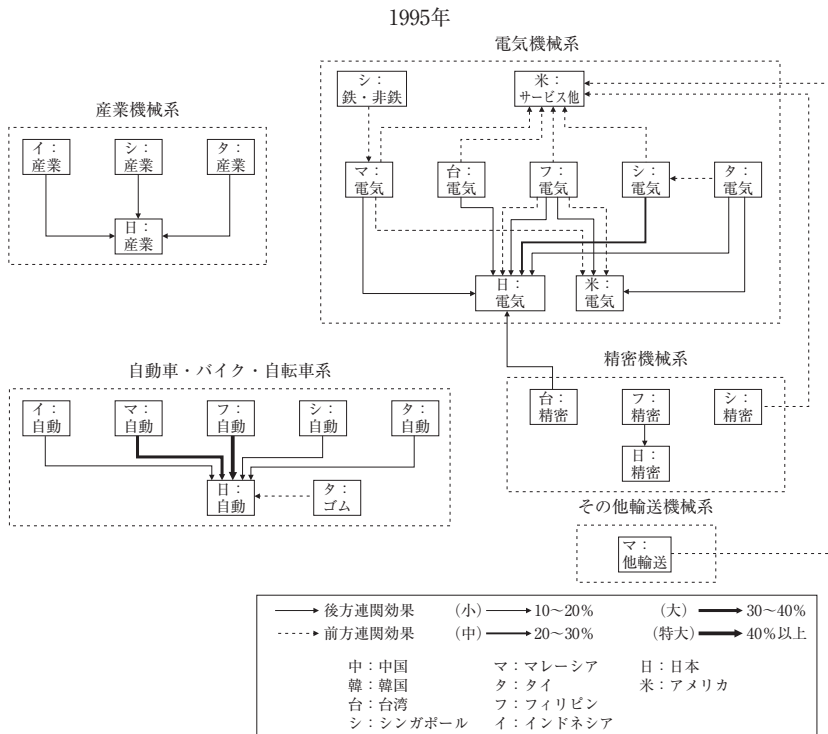 1995年
電気機械系
シ：
鉄・非鉄
米：
サービス他
マ：
電気
台：
電気
フ：
電気
シ：
電気
タ：
電気
日：
電気
米：
電気
産業機械系
イ：
産業
シ：
産業
タ：
産業
日：
産業
自動車・バイク・自転車系
イ：
自動
マ：
自動
フ：
自動
シ：
自動
タ：
自動
日：
自動
タ：
ゴム
精密機械系
台：
精密
フ：
精密
シ：
精密
日：
精密
その他輸送機械系
マ：
他輸送
後方連関効果 （小） 10～20% （大） 30～40%
前方連関効果 （中） 20～30% （特大） 40%以上
中：中国 マ：マレーシア 日：日本
韓：韓国 タ：タイ 米：アメリカ
台：台湾 フ：フィリピン
シ：シンガポール イ：インドネシア